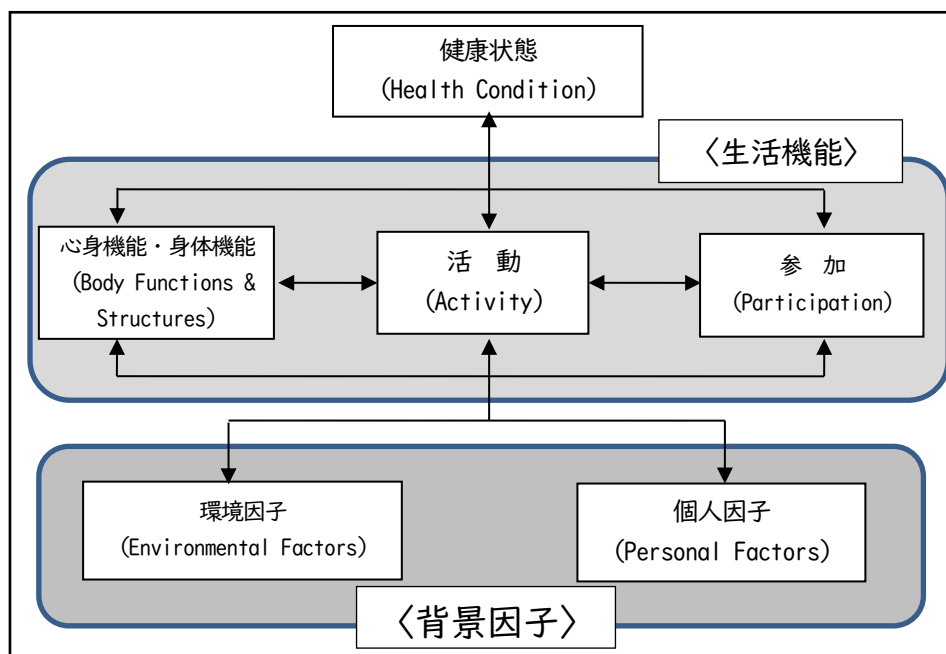 健康状態
(Health Condition)
〈生活機能〉
心身機能・身体機能
(Body Functions &
Structures)
活　動
(Activity)
参　加
(Participation)
環境因子
(Environmental Factors)
個人因子
(Personal Factors)
〈背景因子〉